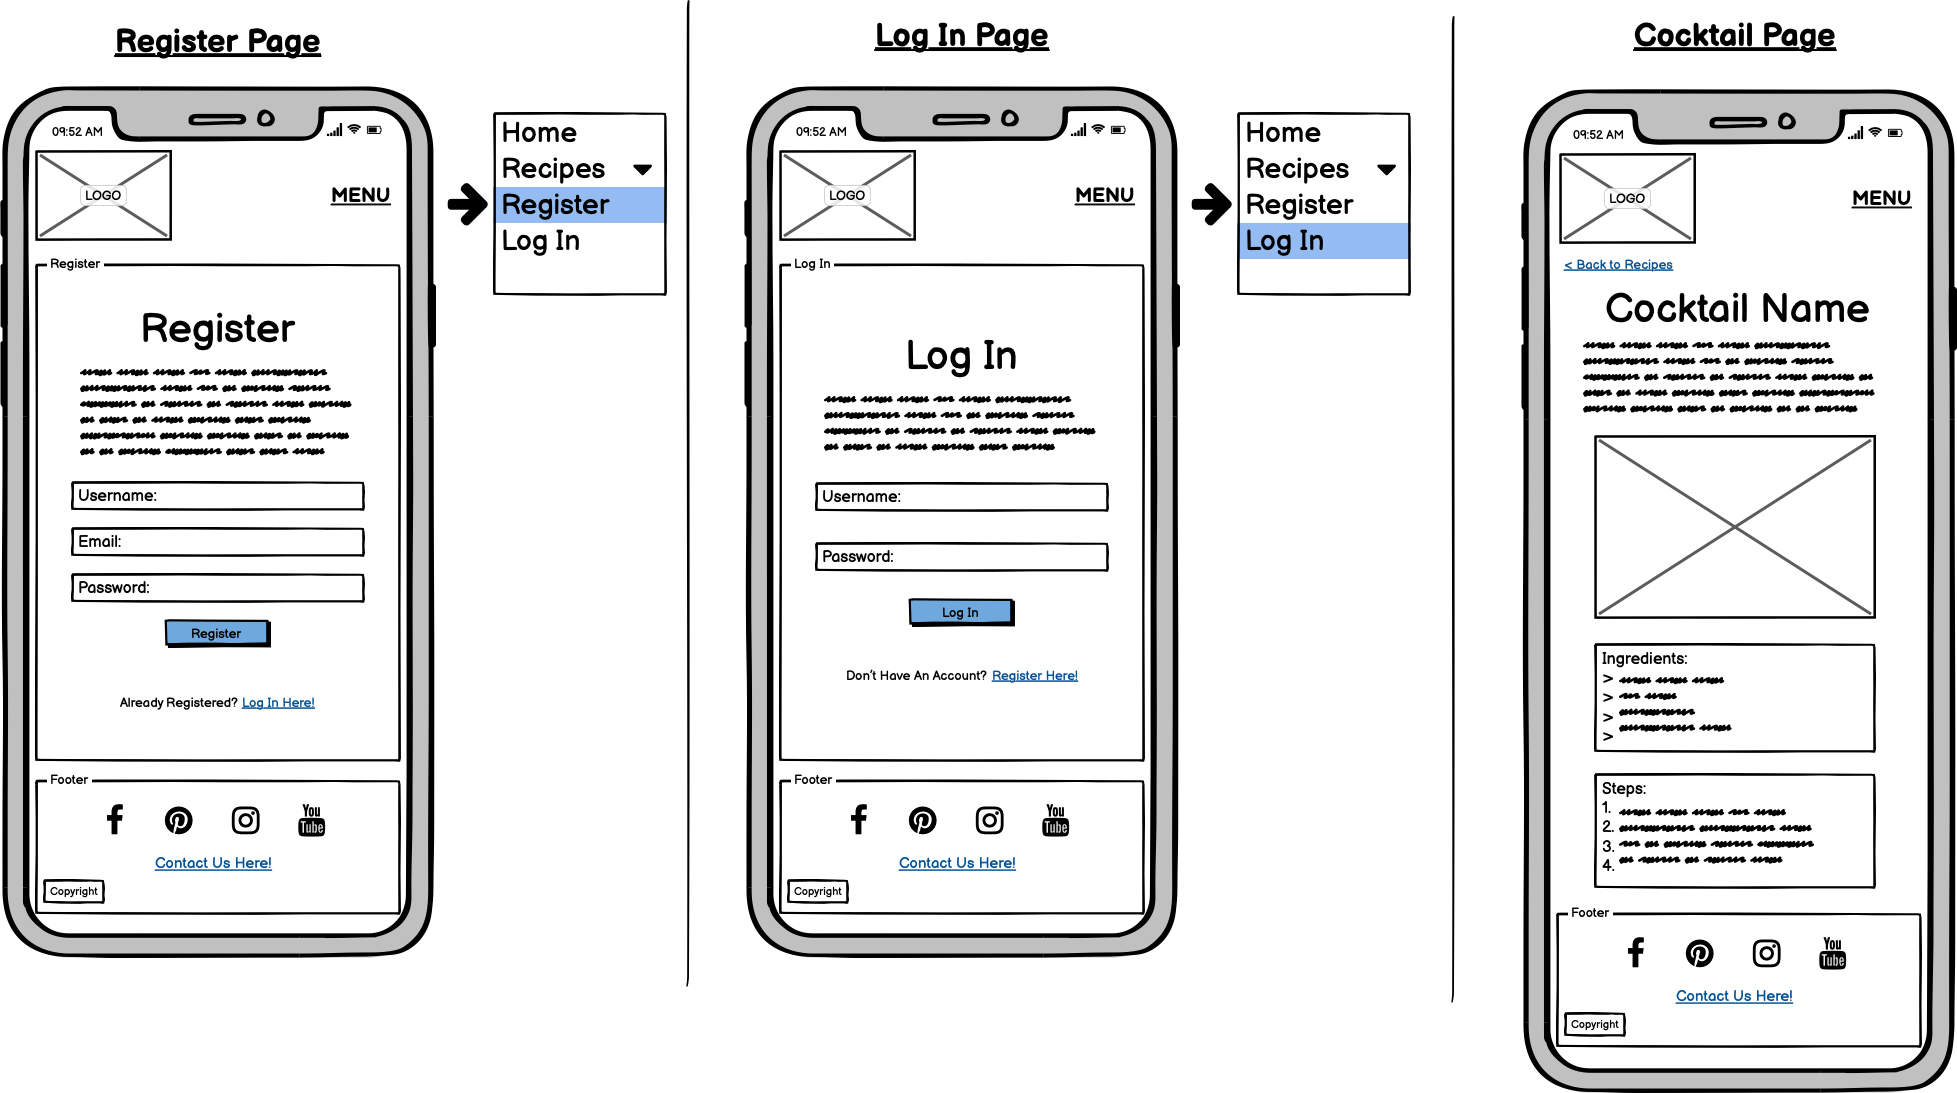 Register Page
09:52 AM
LOGO
MENU
Register
Register
Username:
Email:
Password:
Register
Already Registered? Log In Here!
Footer
You
Tube
Contact Us Here!
Copyright
Home
Recipes
Register
Log In
Log In Page
09:52 AM
LOGO
MENU
Log In
Log In
Username:
Password:
Log In
Don't Have An Account? Register Here!
Footer
You
Tube
Contact Us Here!
Copyright
Home
Recipes
Register
Log In
Cocktail Page
09:52 AM
LOGO
MENU
< Back to Recipes
Cocktail Name
Ingredients:
>
>
>
>
Steps:
1.
2.
3.
4.
Footer
You
Tube
Contact Us Here!
Copyright